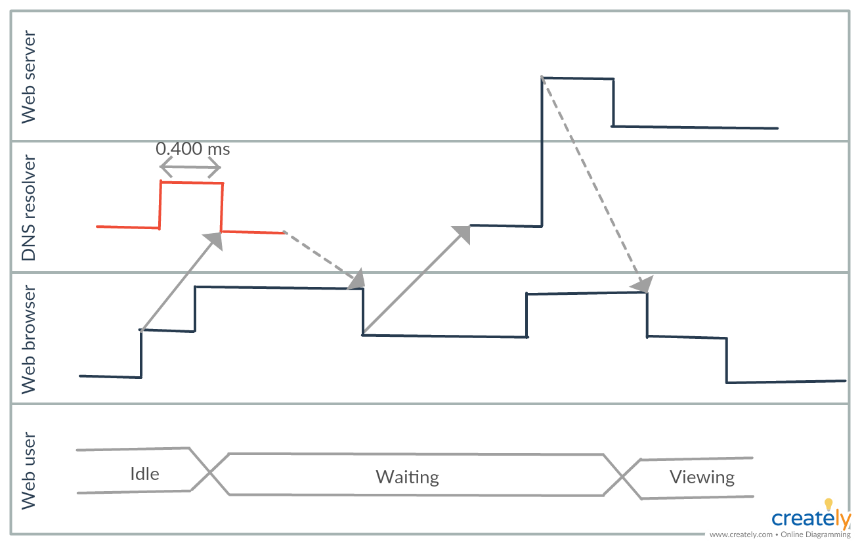 Web server
0.400 ms
DNS resolver
Web browser
Web user
Idle
Waiting
Viewing
creately
www.creately.com • Online Diagramming